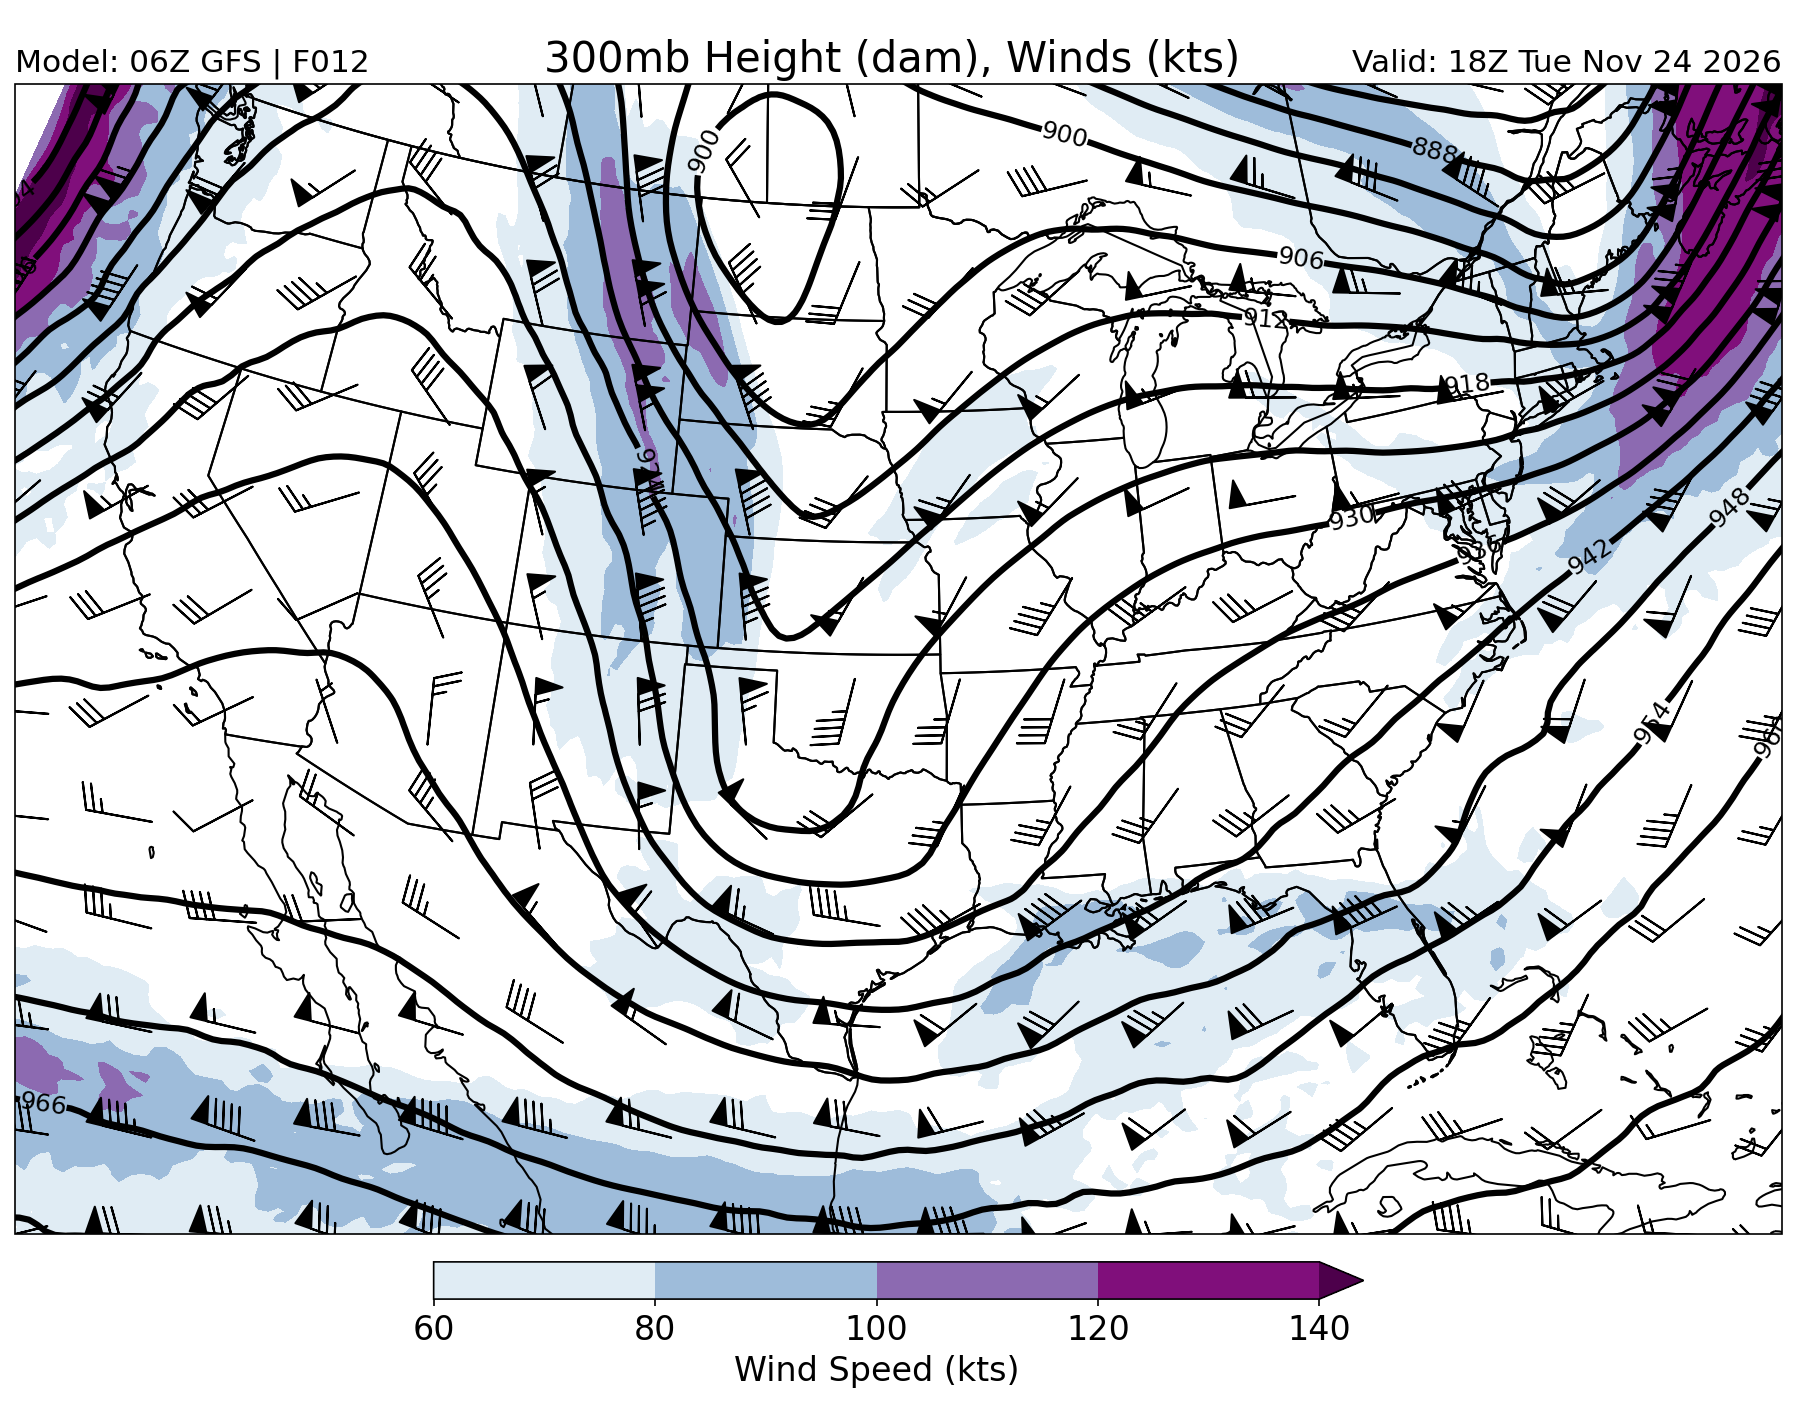 Model: 06Z GFS | F012
300mb Height (dam), Winds (kts)
Valid: 18Z Tue Nov 24 2026
900
900
888
906
912
918
930
936
942
948
954
966
60 80 100 120 140
Wind Speed (kts)